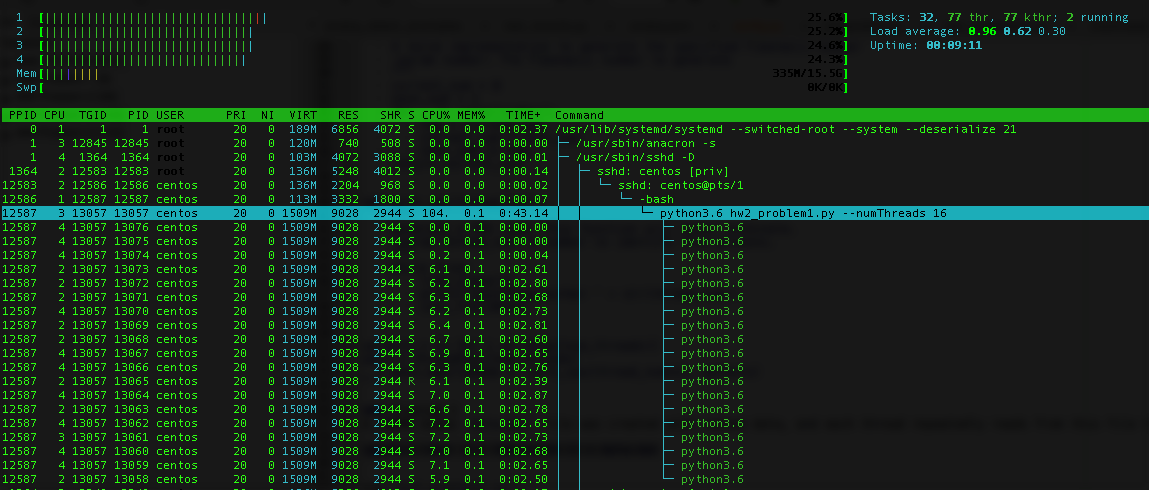 1 [||||||||||||||||||||||||||||||| 25.6%] Tasks: 32, 77 thr, 77 kthr; 2 running
2 [||||||||||||||||||||||||||||| 25.2%] Load average: 0.96 0.62 0.30
3 [||||||||||||||||||||||||||||| 24.6%] Uptime: 00:09:11
4 [|||||||||||||||||||||||||||| 24.3%]
Mem[|||||||| 335M/15.5G]
Swp[ 0K/0K]
PPID CPU TGID PID USER PRI NI VIRT RES SHR S CPU% MEM% TIME+ Command
0 1 1 1 root 20 0 189M 6856 4072 S 0.0 0.0 0:02.37 /usr/lib/systemd/systemd --switched-root --system --deserialize 21
1 3 12845 12845 root 20 0 120M 740 508 S 0.0 0.0 0:00.00 ├─ /usr/sbin/anacron -s
1 4 1364 1364 root 20 0 103M 4072 3088 S 0.0 0.0 0:00.01 ├─ /usr/sbin/sshd -D
1364 2 12583 12583 root 20 0 136M 5248 4012 S 0.0 0.0 0:00.14 │ ├─ sshd: centos [priv]
12583 2 12586 12586 centos 20 0 136M 2204 968 S 0.0 0.0 0:00.02 │ │ └─ sshd: centos@pts/1
12586 1 12587 12587 centos 20 0 113M 3332 1800 S 0.0 0.0 0:00.07 │ │ └─ -bash
12587 3 13057 13057 centos 20 0 1509M 9028 2944 S 104. 0.1 0:43.14 │ │ └─ python3.6 hw2_problem1.py --numThreads 16
12587 4 13057 13076 centos 20 0 1509M 9028 2944 S 0.0 0.1 0:00.00 │ │ ├─ python3.6
12587 4 13057 13075 centos 20 0 1509M 9028 2944 S 0.0 0.1 0:00.00 │ │ ├─ python3.6
12587 4 13057 13074 centos 20 0 1509M 9028 2944 S 0.2 0.1 0:00.04 │ │ ├─ python3.6
12587 2 13057 13073 centos 20 0 1509M 9028 2944 S 6.1 0.1 0:02.61 │ │ ├─ python3.6
12587 2 13057 13072 centos 20 0 1509M 9028 2944 S 6.2 0.1 0:02.80 │ │ ├─ python3.6
12587 2 13057 13071 centos 20 0 1509M 9028 2944 S 6.3 0.1 0:02.68 │ │ ├─ python3.6
12587 4 13057 13070 centos 20 0 1509M 9028 2944 S 6.2 0.1 0:02.73 │ │ ├─ python3.6
12587 2 13057 13069 centos 20 0 1509M 9028 2944 S 6.4 0.1 0:02.81 │ │ ├─ python3.6
12587 2 13057 13068 centos 20 0 1509M 9028 2944 S 6.7 0.1 0:02.60 │ │ ├─ python3.6
12587 4 13057 13067 centos 20 0 1509M 9028 2944 S 6.9 0.1 0:02.65 │ │ ├─ python3.6
12587 4 13057 13066 centos 20 0 1509M 9028 2944 S 6.3 0.1 0:02.76 │ │ ├─ python3.6
12587 2 13057 13065 centos 20 0 1509M 9028 2944 R 6.1 0.1 0:02.39 │ │ ├─ python3.6
12587 4 13057 13064 centos 20 0 1509M 9028 2944 S 7.0 0.1 0:02.87 │ │ ├─ python3.6
12587 2 13057 13063 centos 20 0 1509M 9028 2944 S 6.6 0.1 0:02.78 │ │ ├─ python3.6
12587 4 13057 13062 centos 20 0 1509M 9028 2944 S 7.2 0.1 0:02.65 │ │ ├─ python3.6
12587 3 13057 13061 centos 20 0 1509M 9028 2944 S 7.2 0.1 0:02.73 │ │ ├─ python3.6
12587 4 13057 13060 centos 20 0 1509M 9028 2944 S 7.0 0.1 0:02.68 │ │ ├─ python3.6
12587 4 13057 13059 centos 20 0 1509M 9028 2944 S 7.1 0.1 0:02.65 │ │ ├─ python3.6
12587 2 13057 13058 centos 20 0 1509M 9028 2944 S 5.9 0.1 0:02.50 │ │ └─ python3.6